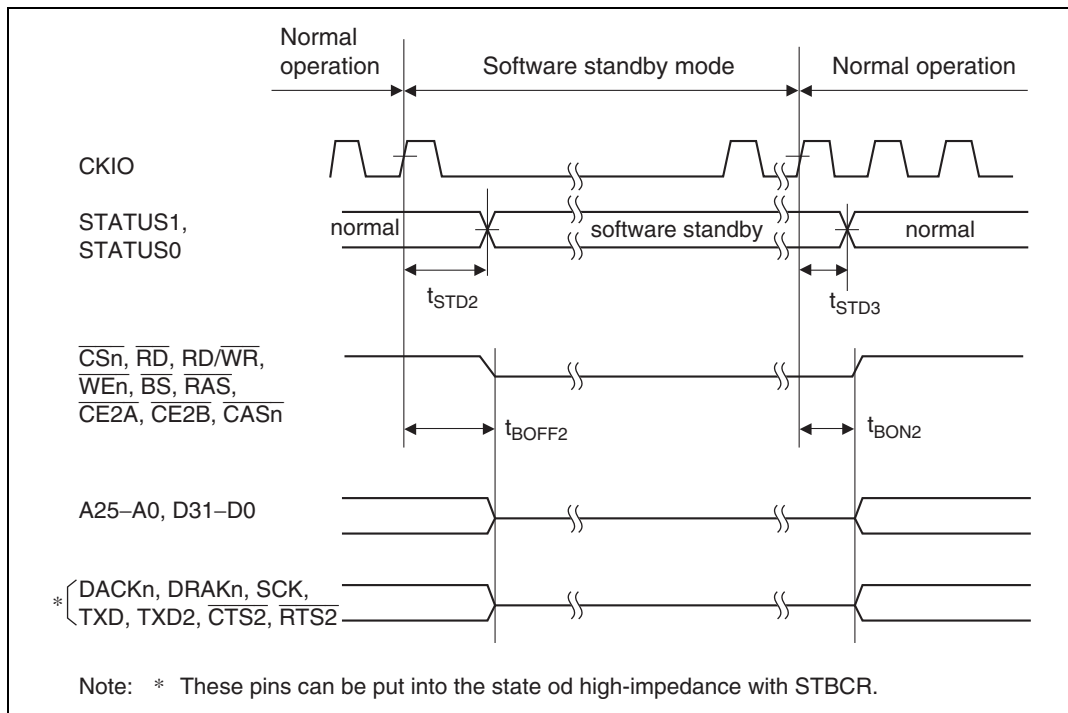 Normal
operation
Software standby mode
Normal operation
CKIO
STATUS1,
STATUS0
normal
software standby
normal
tSTD2
tSTD3
CSn, RD, RD/WR,
WEn, BS, RAS,
CE2A, CE2B, CASn
tBOFF2
tBON2
A25–A0, D31–D0
* DACKn, DRAKn, SCK,
TXD, TXD2, CTS2, RTS2
Note: * These pins can be put into the state od high-impedance with STBCR.